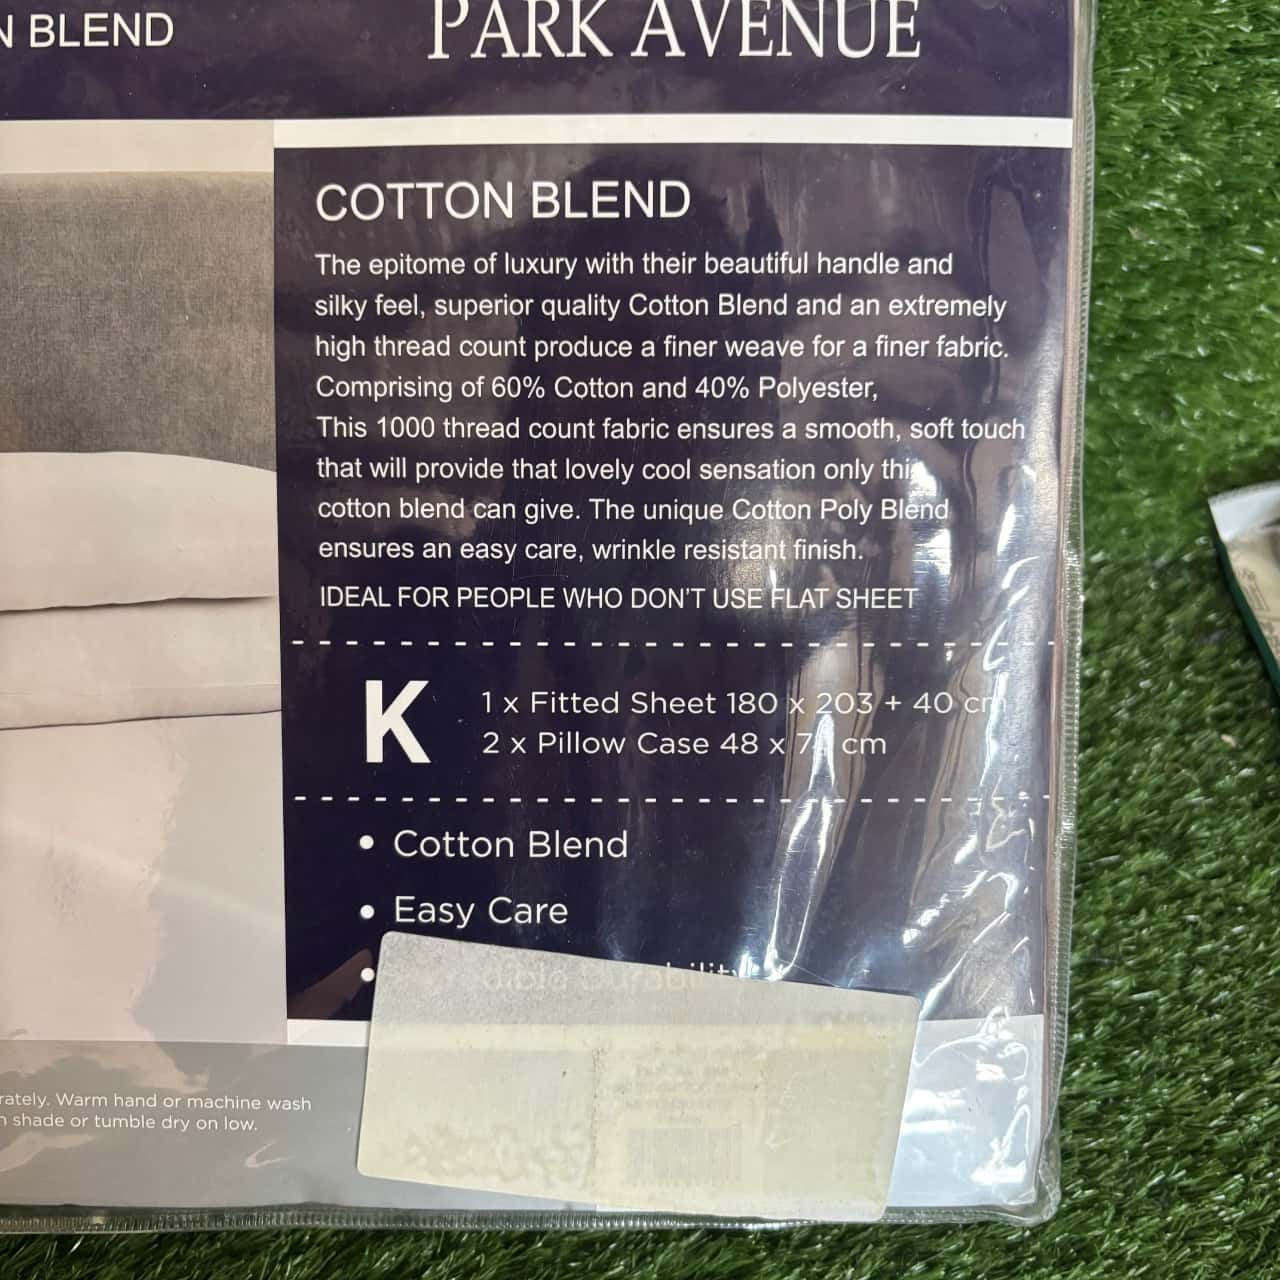 N BLEND
PARK AVENUE
COTTON BLEND
The epitome of luxury with their beautiful handle and
silky feel, superior quality Cotton Blend and an extremely
high thread count produce a finer weave for a finer fabric.
Comprising of 60% Cotton and 40% Polyester,
This 1000 thread count fabric ensures a smooth, soft touch
that will provide that lovely cool sensation only this
cotton blend can give. The unique Cotton Poly Blend
ensures an easy care, wrinkle resistant finish.
IDEAL FOR PEOPLE WHO DON'T USE FLAT SHEET
K
1 x Fitted Sheet 180 x 203 + 40 cm
2 x Pillow Case 48 x cm
• Cotton Blend
• Easy Care
• Durability
rately. Warm hand or machine wash
n shade or tumble dry on low.